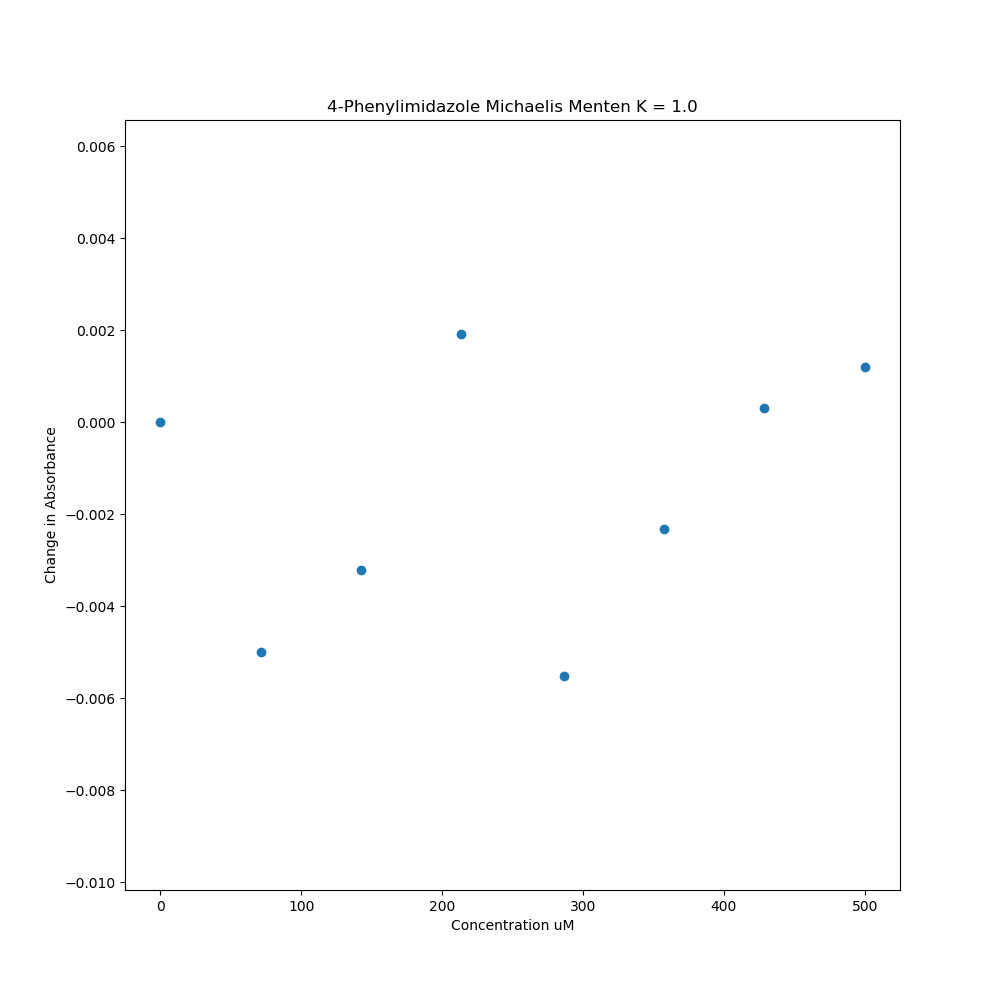 4-Phenylimidazole Michaelis Menten K = 1.0
0.006
0.004
0.002
0.000
−0.002
−0.004
−0.006
−0.008
−0.010
Change in Absorbance
0 100 200 300 400 500
Concentration uM